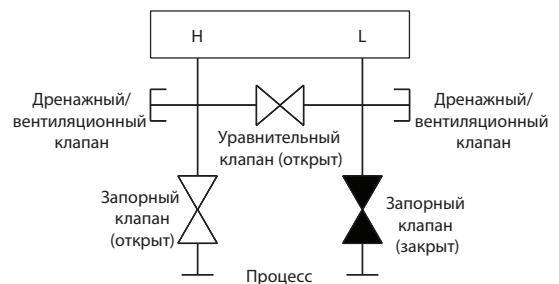 H
L
Дренажный/
вентиляционный
клапан
Уравнительный
клапан (открыт)
Дренажный/
вентиляционный
клапан
Запорный
клапан
(открыт)
Запорный
клапан
(закрыт)
Процесс